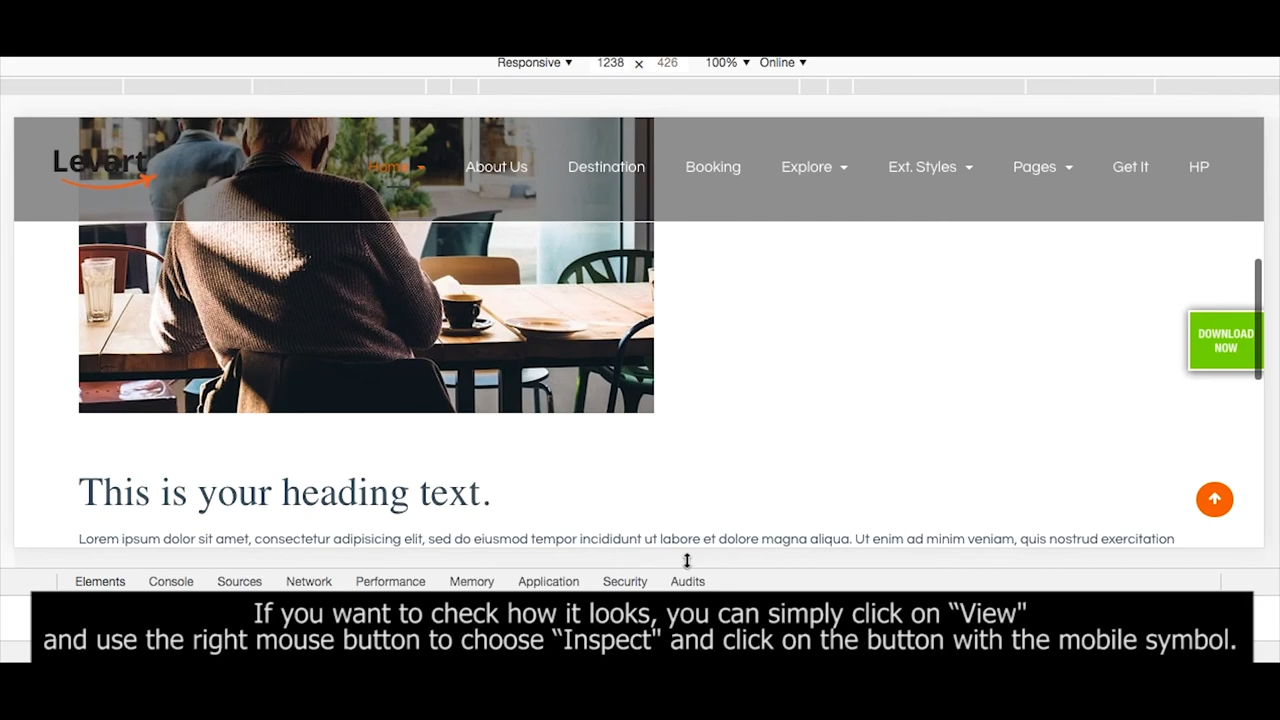 Responsive ▼ 1238 × 426 100% ▼ Online ▼
Levart Home About Us Destination Booking Explore Ext. Styles Pages Get It HP
DOWNLOAD
NOW
This is your heading text.
Lorem ipsum dolor sit amet, consectetur adipisicing elit, sed do eiusmod tempor incididunt ut labore et dolore magna aliqua. Ut enim ad minim veniam, quis nostrud exercitation
Elements Console Sources Network Performance Memory Application Security Audits
If you want to check how it looks, you can simply click on “View"
and use the right mouse button to choose “Inspect" and click on the button with the mobile symbol.